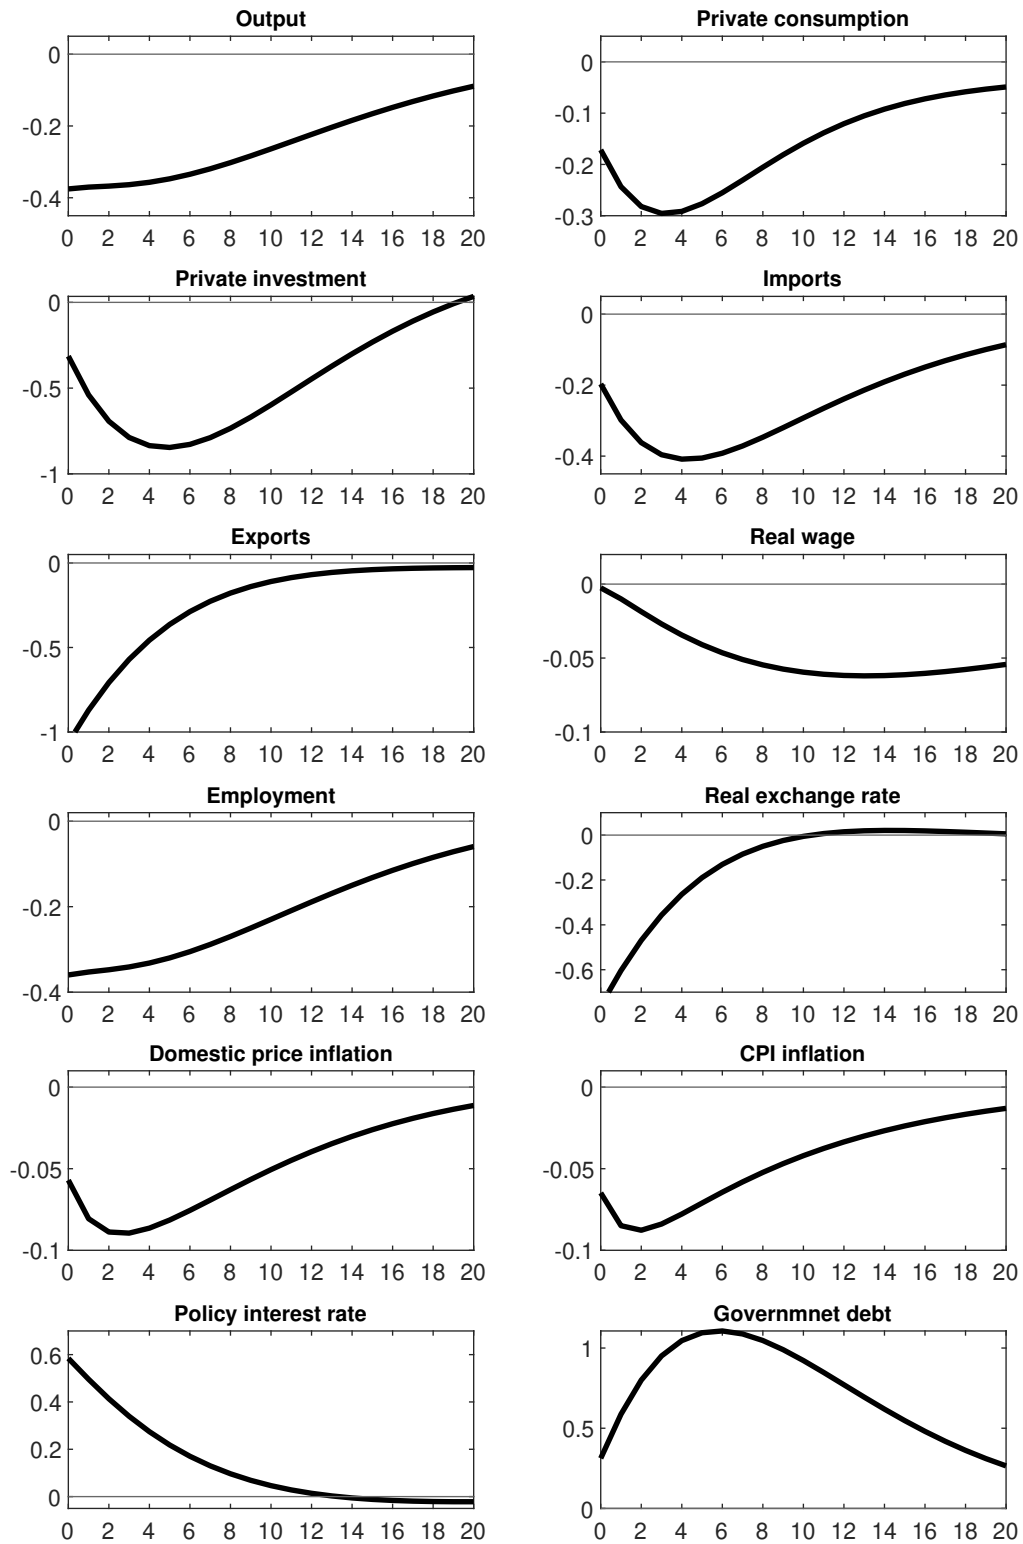 Output
0
-0.2
-0.4
0 2 4 6 8 10 12 14 16 18 20
Private consumption
0
-0.1
-0.2
-0.3
0 2 4 6 8 10 12 14 16 18 20
Private investment
0
-0.5
-1
0 2 4 6 8 10 12 14 16 18 20
Imports
0
-0.2
-0.4
0 2 4 6 8 10 12 14 16 18 20
Exports
0
-0.5
-1
0 2 4 6 8 10 12 14 16 18 20
Real wage
0
-0.05
-0.1
0 2 4 6 8 10 12 14 16 18 20
Employment
0
-0.2
-0.4
0 2 4 6 8 10 12 14 16 18 20
Real exchange rate
0
-0.2
-0.4
-0.6
0 2 4 6 8 10 12 14 16 18 20
Domestic price inflation
0
-0.05
-0.1
0 2 4 6 8 10 12 14 16 18 20
CPI inflation
0
-0.05
-0.1
0 2 4 6 8 10 12 14 16 18 20
Policy interest rate
0.6
0.4
0.2
0
0 2 4 6 8 10 12 14 16 18 20
Governmnet debt
1
0.5
0
0 2 4 6 8 10 12 14 16 18 20